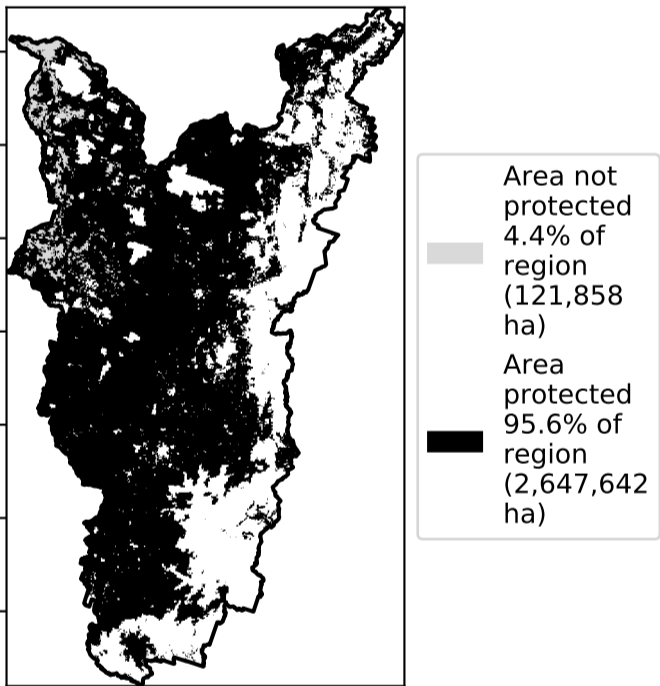 Area not
protected
4.4% of
region
(121,858
ha)
Area
protected
95.6% of
region
(2,647,642
ha)